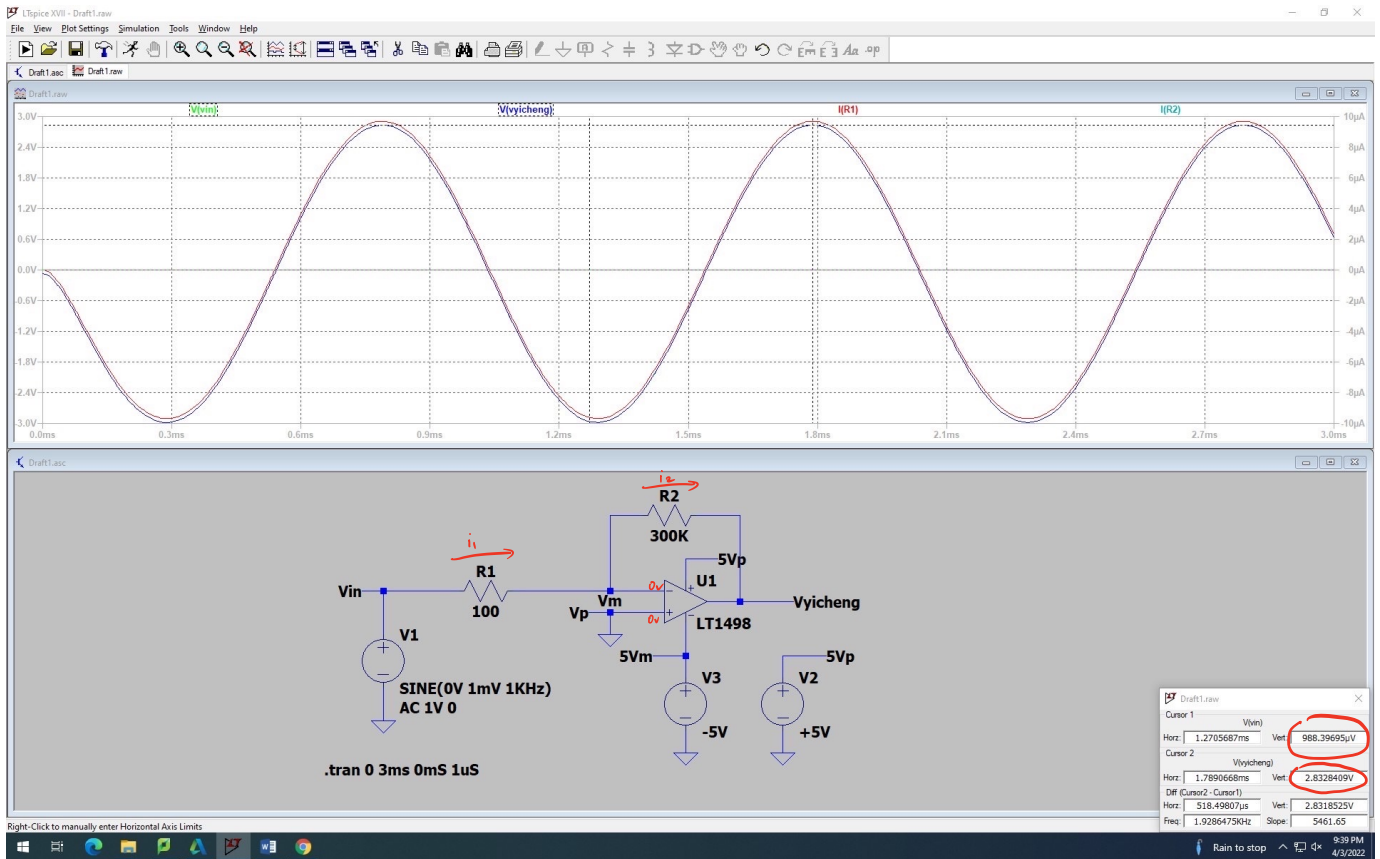 LTspice XVII - Draft1.raw
File View Plot Settings Simulation Tools Window Help
Draft1.asc Draft1.raw
Draft1.raw
V(vin) V(vyicheng) I(R1) I(R2)
3.0V 10µA
2.4V 8µA
1.8V 6µA
1.2V 4µA
0.6V 2µA
0.0V 0µA
-0.6V -2µA
-1.2V -4µA
-1.8V -6µA
-2.4V -8µA
-3.0V -10µA
0.0ms 0.3ms 0.6ms 0.9ms 1.2ms 1.5ms 1.8ms 2.1ms 2.4ms 2.7ms 3.0ms
Draft1.asc
i2
R2
300K
i1
R1
100
5Vp
U1
Vin
0v
Vm
Vp
0v
Vyicheng
LT1498
V1
5Vm
5Vp
V3
V2
SINE(0V 1mV 1KHz)
AC 1V 0
-5V
+5V
.tran 0 3ms 0mS 1uS
Draft1.raw
Cursor 1
V(vin)
Horz: 1.2705687ms Vert: 988.39695µV
Cursor 2
V(vyicheng)
Horz: 1.7890668ms Vert: 2.8328409V
Diff (Cursor2 - Cursor1)
Horz: 518.49807µs Vert: 2.8318525V
Freq: 1.9286475KHz Slope: 5461.65
Right-Click to manually enter Horizontal Axis Limits
Rain to stop
9:39 PM
4/3/2022